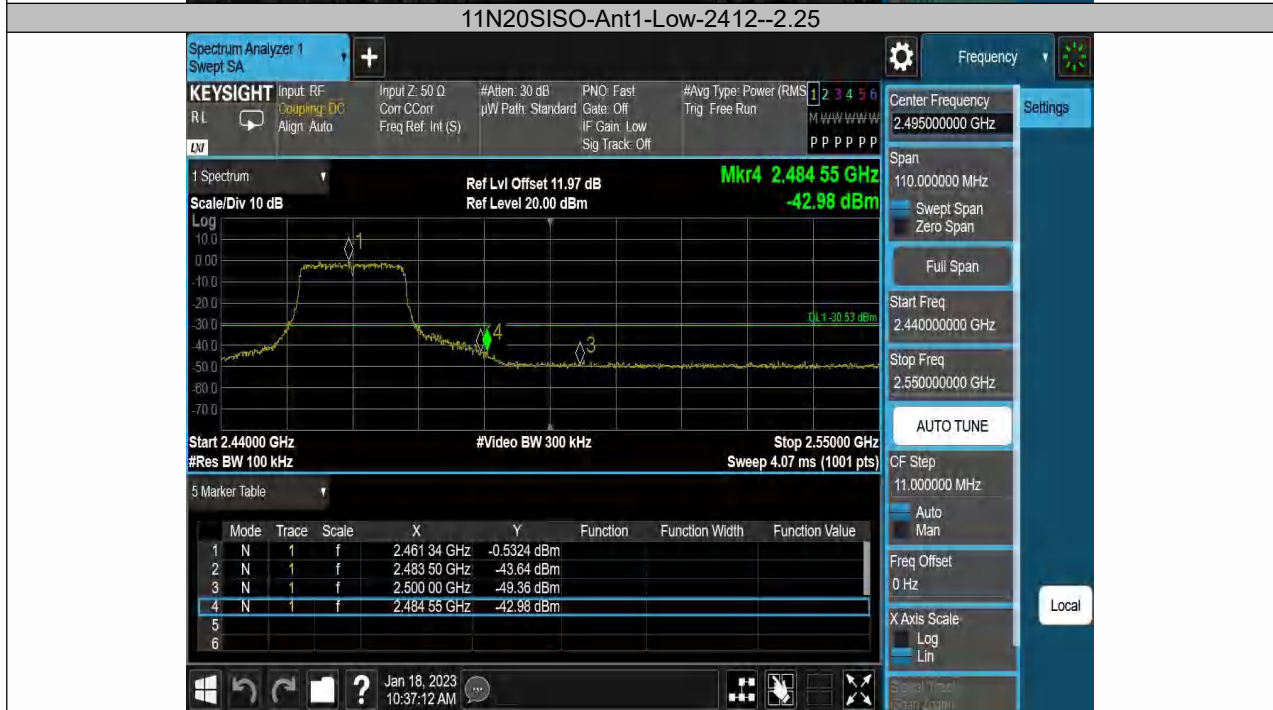 11N20SISO-Ant1-Low-2412--2.25
Spectrum Analyzer 1
Swept SA
+
Frequency
KEYSIGHT
RL
LXI
Input: RF
Coupling: DC
Align: Auto
Input Z: 50 Ω
Corr CCorr
Freq Ref: Int (S)
#Atten: 30 dB
µW Path: Standard
PNO: Fast
Gate: Off
IF Gain: Low
Sig Track: Off
#Avg Type: Power (RMS
Trig: Free Run
1 2 3 4 5 6
M W W W W W
P P P P P P
Center Frequency
2.495000000 GHz
Settings
Span
110.000000 MHz
Swept Span
Zero Span
Full Span
Start Freq
2.440000000 GHz
Stop Freq
2.550000000 GHz
AUTO TUNE
CF Step
11.000000 MHz
Auto
Man
Freq Offset
0 Hz
X Axis Scale
Log
Lin
Local
1 Spectrum
Scale/Div 10 dB
Ref Lvl Offset 11.97 dB
Ref Level 20.00 dBm
Mkr4 2.484 55 GHz
-42.98 dBm
Log
10.0
0.00
-10.0
-20.0
-30.0
-40.0
-50.0
-60.0
-70.0
1
4
3
DL1 -30.53 dBm
Start 2.44000 GHz
#Video BW 300 kHz
Stop 2.55000 GHz
#Res BW 100 kHz
Sweep 4.07 ms (1001 pts)
5 Marker Table
Mode Trace Scale X Y Function Function Width Function Value
1 N 1 f 2.461 34 GHz -0.5324 dBm
2 N 1 f 2.483 50 GHz -43.64 dBm
3 N 1 f 2.500 00 GHz -49.36 dBm
4 N 1 f 2.484 55 GHz -42.98 dBm
5
6
?
Jan 18, 2023
10:37:12 AM